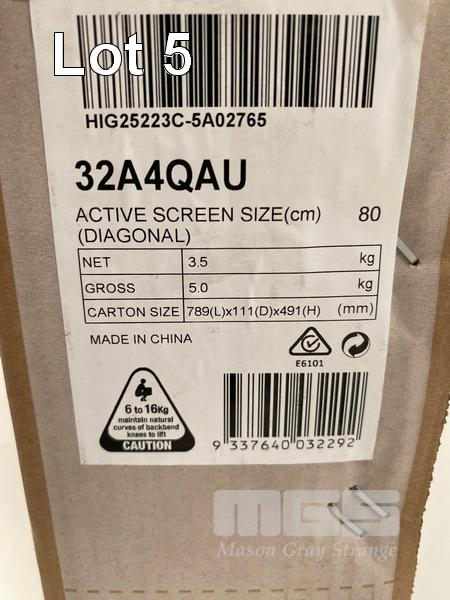 Lot 5
HIG25223C-5A02765
32A4QAU
ACTIVE SCREEN SIZE(cm) 80
(DIAGONAL)
NET 3.5 kg
GROSS 5.0 kg
CARTON SIZE 789(L)x111(D)x491(H) (mm)
MADE IN CHINA
E6101
6 to 16Kg
maintain natural
curves of backband
knees to lift
CAUTION
9 337640 032292
MGS
Mason Gray Strange